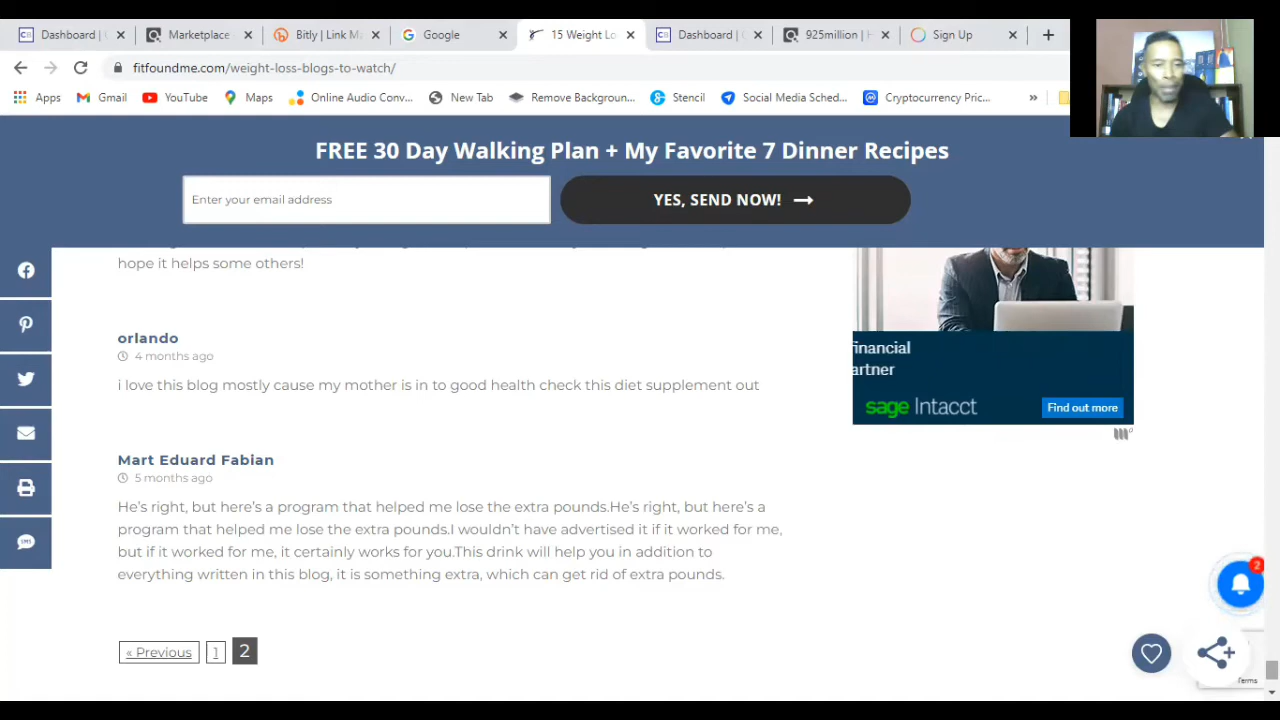 Dashboard |
Marketplace
Bitly | Link Ma
Google
15 Weight Lo
Dashboard |
925million | H
Sign Up
fitfoundme.com/weight-loss-blogs-to-watch/
Apps
Gmail
YouTube
Maps
Online Audio Conv...
New Tab
Remove Backgroun...
Stencil
Social Media Sched...
Cryptocurrency Pric...
»
FREE 30 Day Walking Plan + My Favorite 7 Dinner Recipes
Enter your email address
YES, SEND NOW!
hope it helps some others!
orlando
4 months ago
i love this blog mostly cause my mother is in to good health check this diet supplement out
Mart Eduard Fabian
5 months ago
He's right, but here's a program that helped me lose the extra pounds.He's right, but here's a
program that helped me lose the extra pounds.I wouldn't have advertised it if it worked for me,
but if it worked for me, it certainly works for you.This drink will help you in addition to
everything written in this blog, it is something extra, which can get rid of extra pounds.
« Previous 1 2
financial
artner
sage Intacct
Find out more
SMS
2
Terms